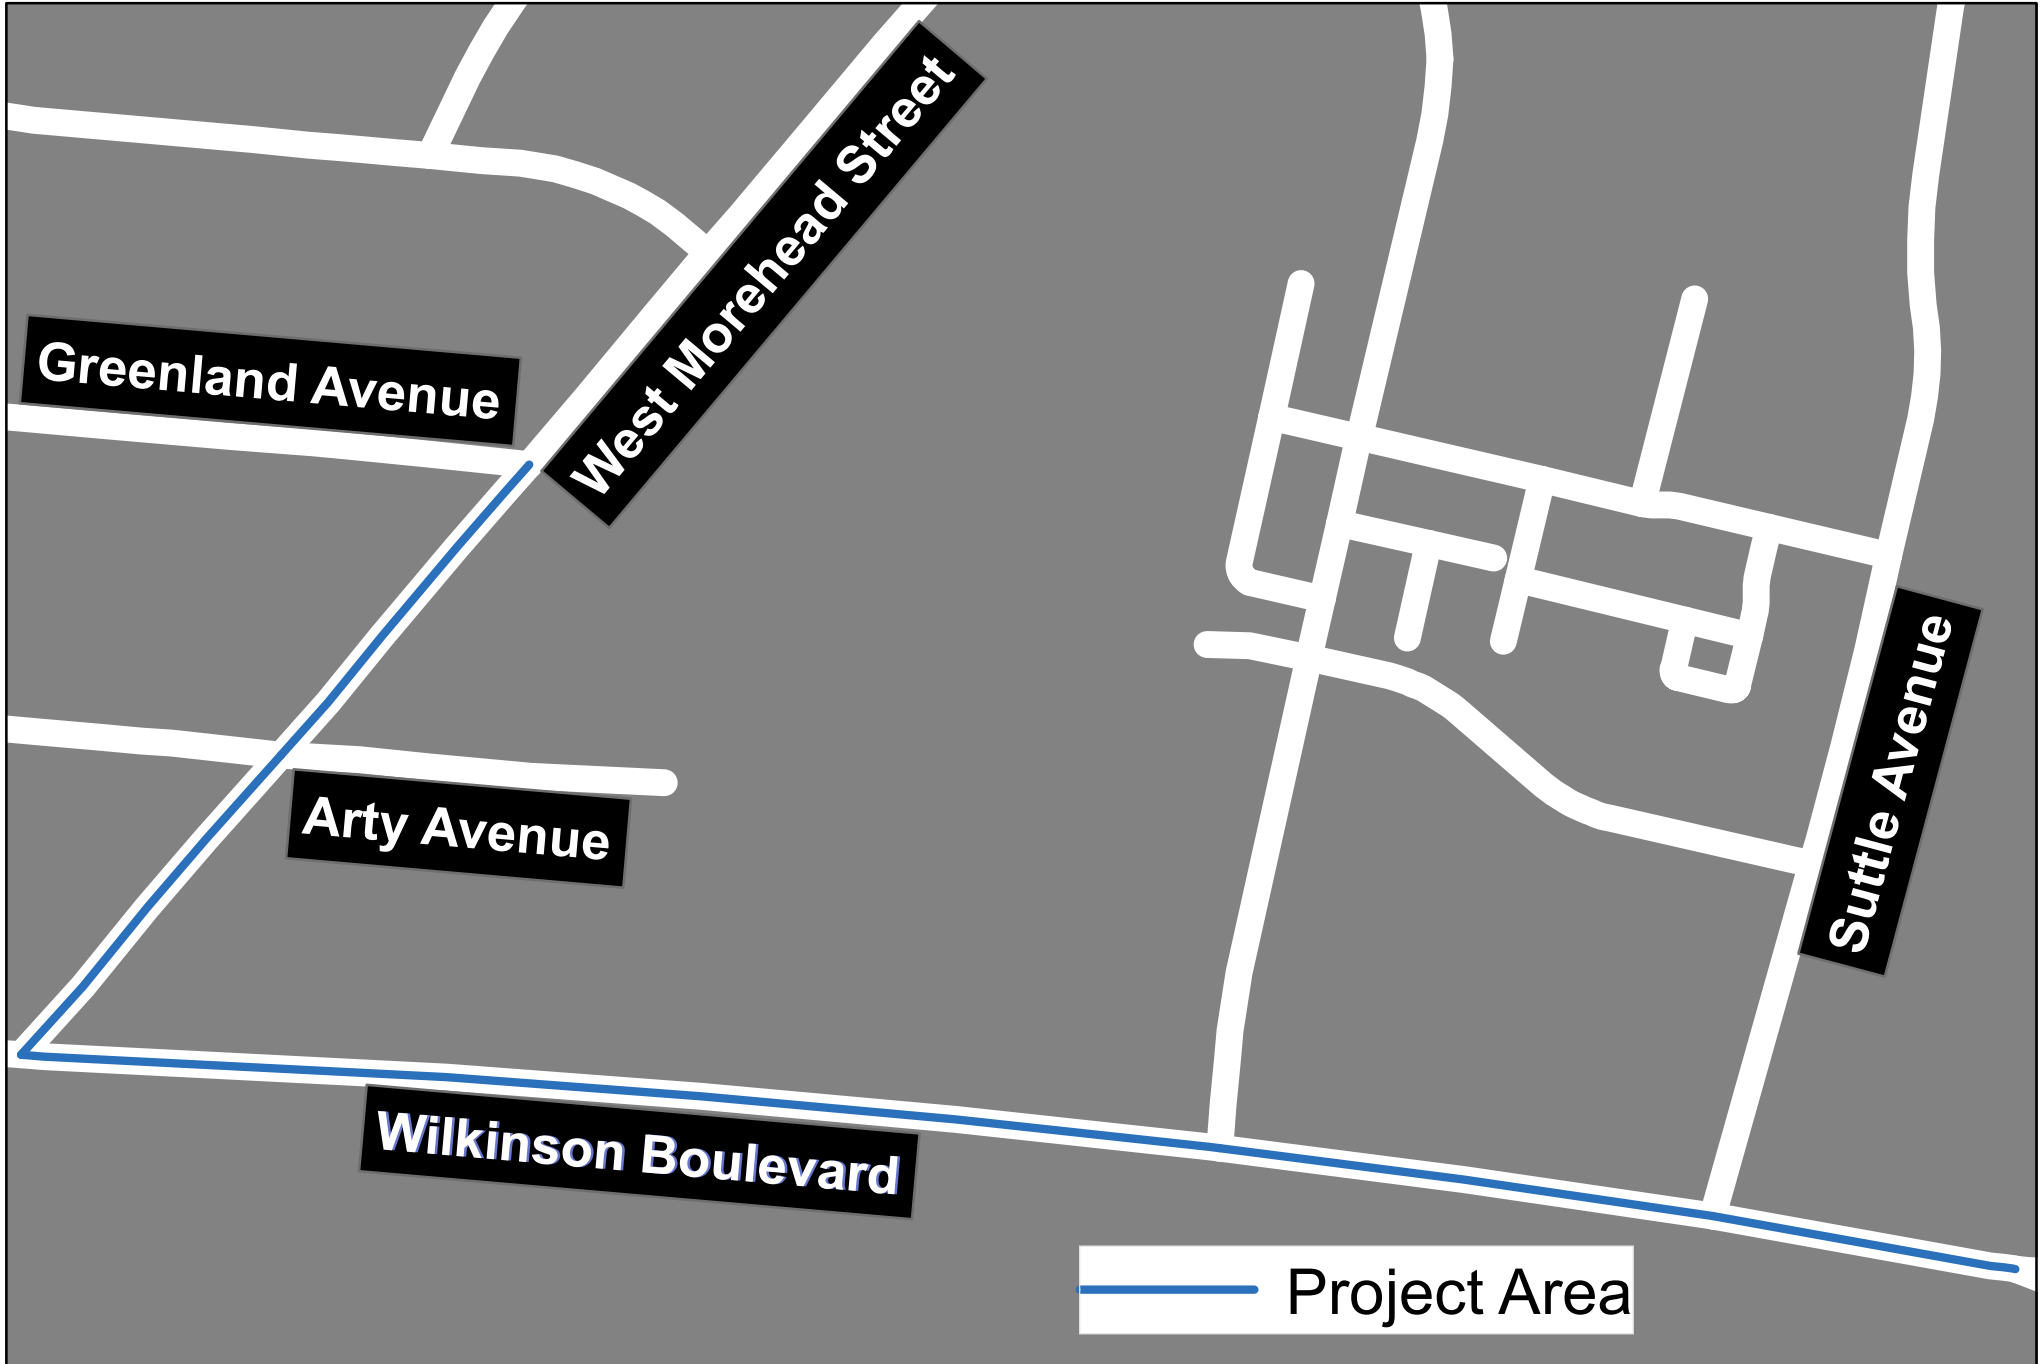 West Morehead Street
Greenland Avenue
Suttle Avenue
Arty Avenue
Wilkinson Boulevard
Project Area